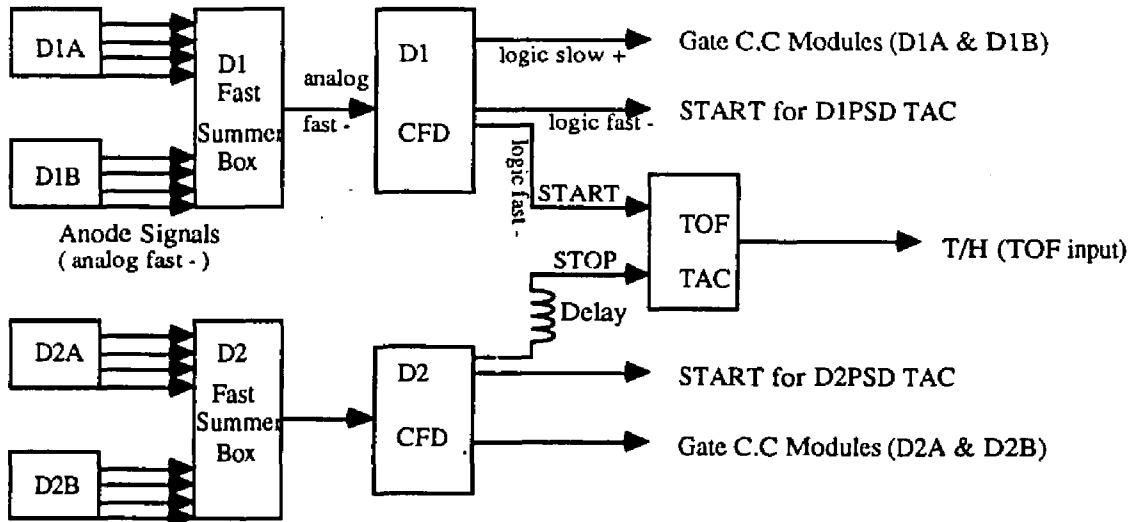 D1A
D1
Fast
Summer
Box
D1B
Anode Signals
( analog fast - )
analog
fast -
D1
CFD
logic slow +
Gate C.C Modules (D1A & D1B)
logic fast -
START for D1PSD TAC
logic fast -
START
TOF
TAC
T/H (TOF input)
STOP
Delay
D2A
D2
Fast
Summer
Box
D2B
D2
CFD
START for D2PSD TAC
Gate C.C Modules (D2A & D2B)